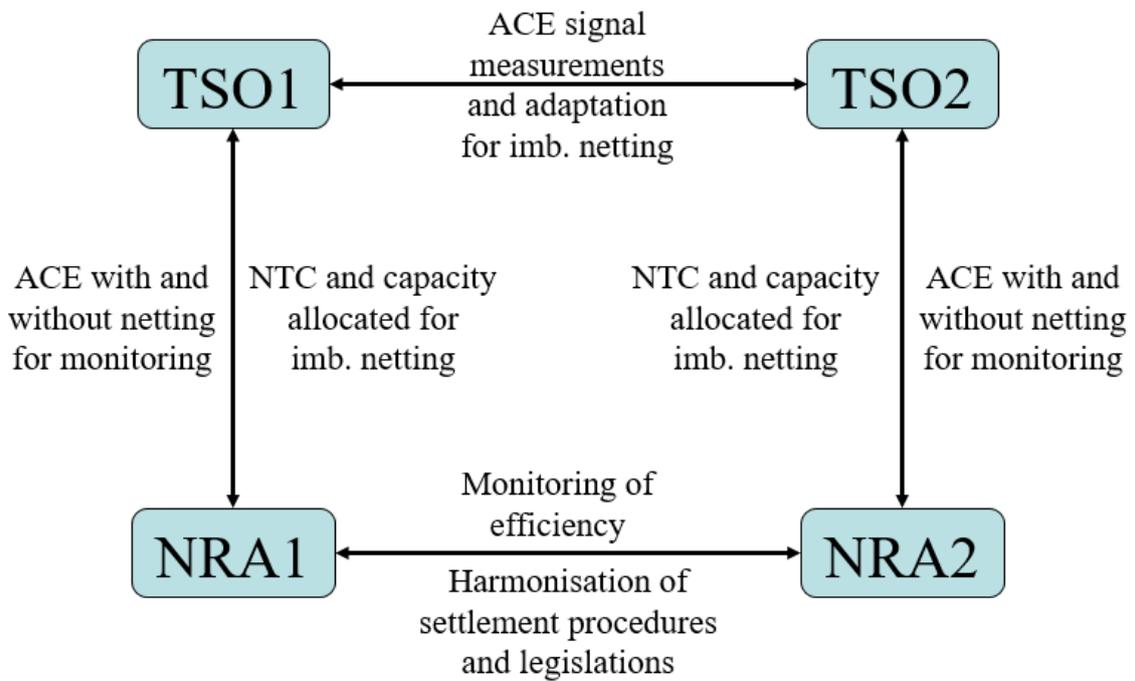 ACE signal
measurements
TSO1
TSO2
and adaptation
for imb. netting
ACE with and
without netting
for monitoring
NTC and capacity
allocated for
imb. netting
NTC and capacity
allocated for
imb. netting
ACE with and
without netting
for monitoring
Monitoring of
efficiency
NRA1
NRA2
Harmonisation of
settlement procedures
and legislations